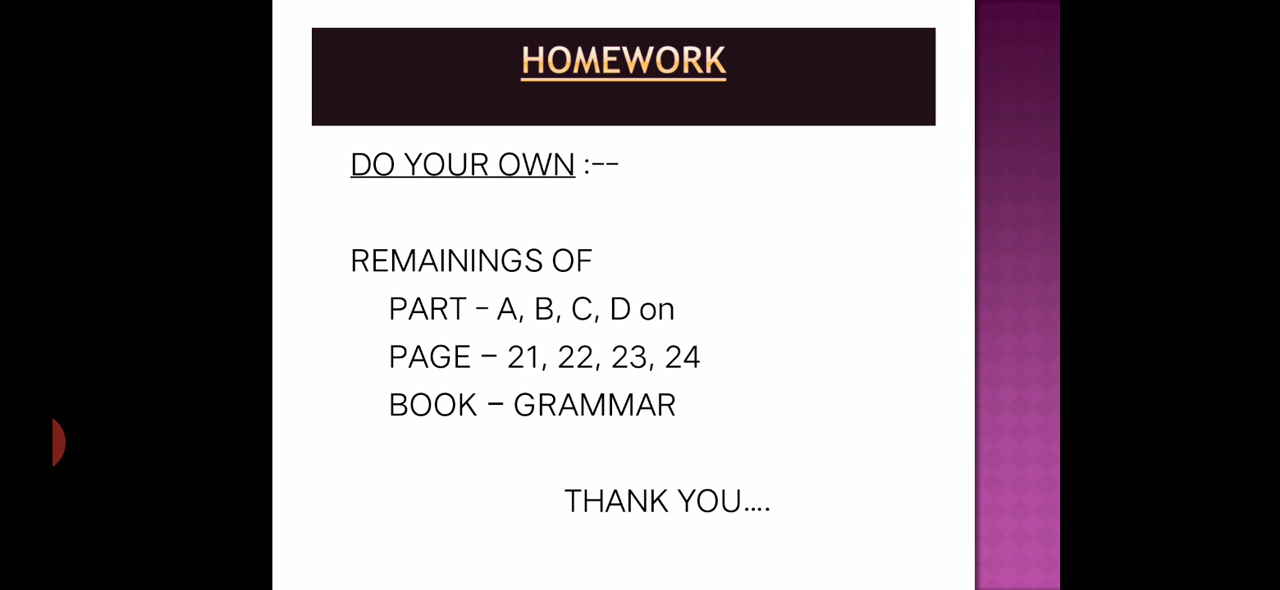 HOMEWORK
DO YOUR OWN :--
REMAININGS OF
PART - A, B, C, D on
PAGE – 21, 22, 23, 24
BOOK – GRAMMAR
THANK YOU....